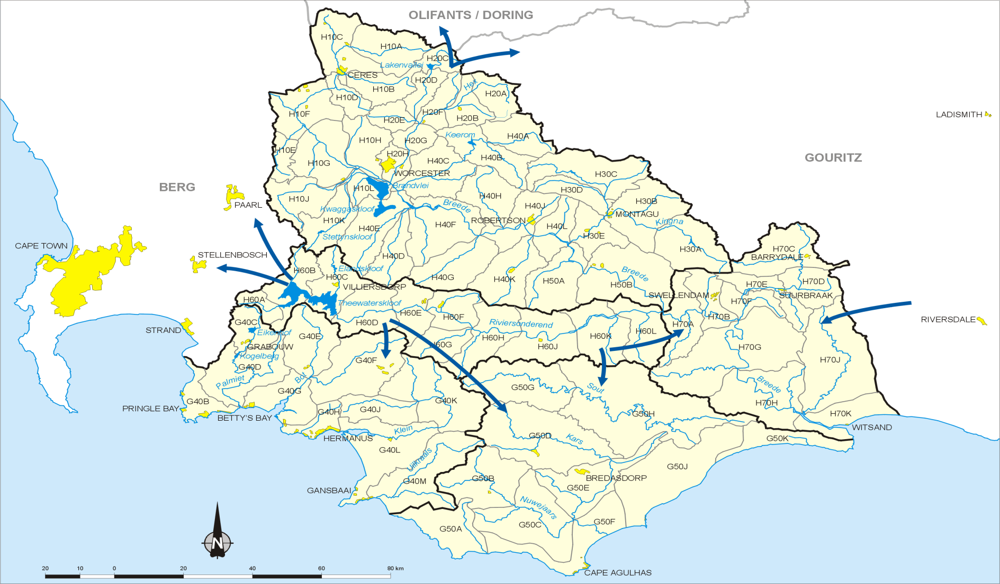 OLIFANTS / DORING
H10C
H10A
H20C
Lakenvallei
CERES
H20D
Hex
H10B
H20A
H10D
H10F
H20F
H20B
LADISMITH
H20E
Keerom
H40A
H10H
H20G
H10E
H20H
H40C
H40B
GOURITZ
H10G
WORCESTER
H30C
BERG
H10L
Brandvlei
H30D
H10J
H40H
H30B
PAARL
Kwaggaskloof
Breede
H40J
MONTAGU
H10K
ROBERTSON
Kingna
H40E
H40F
H40L
Stettynskloof
H30E
CAPE TOWN
H30A
H70C
STELLENBOSCH
H40D
BARRYDALE
H60B
Elandskloof
H60C
H40G
H40K
H50A
Breede
H70D
VILLIERSDORP
H50B
H70E
SWELLENDAM
SUURBRAAK
H60A
Theewaterskloof
H70F
H60E
H60F
H70B
G40C
H60D
Riviersonderend
H70A
RIVERSDALE
STRAND
Eikenhof
G40E
H60H
H60K
H60L
GRABOUW
H60G
H60J
H70G
Kogelberg
G40F
H70J
G40D
Palmiet
Bot
Breede
G40G
G50G
Sout
G40B
G40K
H70H
PRINGLE BAY
G40H
G40J
G50H
H70K
BETTY'S BAY
Klein
WITSAND
HERMANUS
G50D
Kars
G50K
G40L
Uilkraals
G50J
G40M
G50B
BREDASDORP
G50E
GANSBAAI
Nuwejaars
G50F
G50A
G50C
N
20 10 0 20 40 60 80 km
CAPE AGULHAS